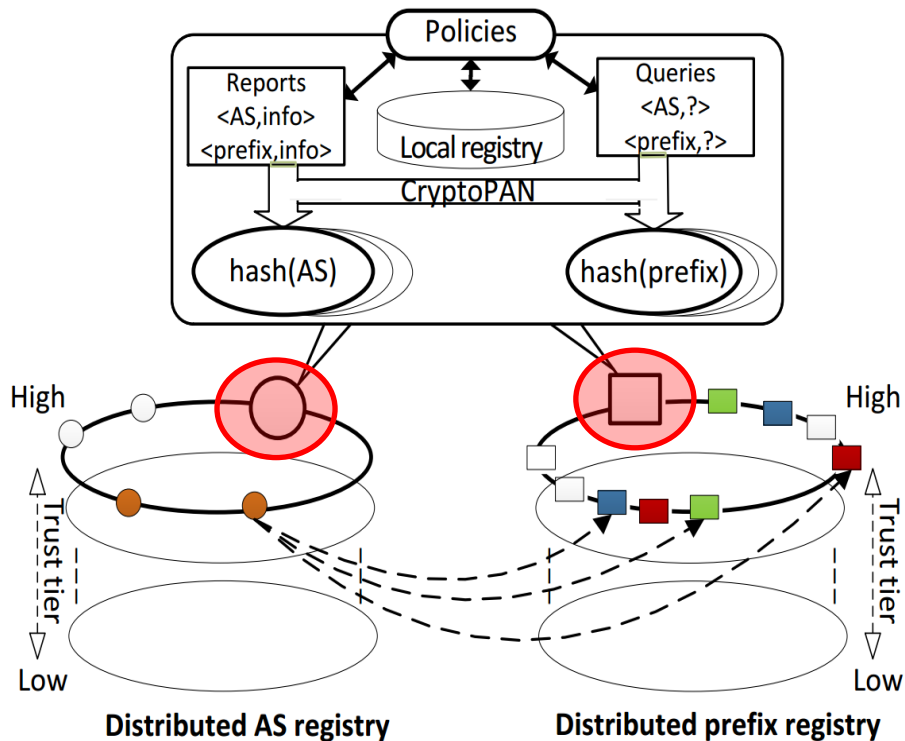 Policies
Reports
<AS,info>
<prefix,info>
Local registry
Queries
<AS,?>
<prefix,?>
CryptoPAN
hash(AS)
hash(prefix)
High
Trust tier
Low
High
Trust tier
Low
Distributed AS registry
Distributed prefix registry